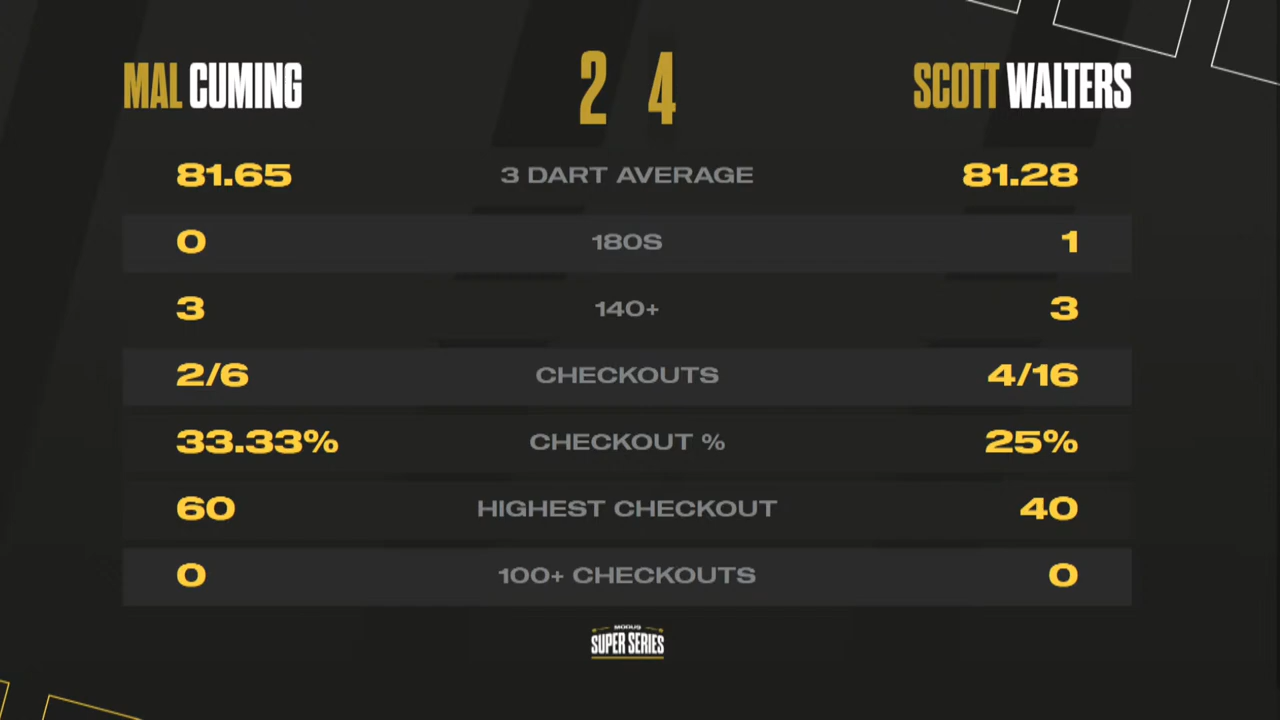 MAL CUMING 2 4 SCOTT WALTERS
81.65 3 DART AVERAGE 81.28
0 180S 1
3 140+ 3
2/6 CHECKOUTS 4/16
33.33% CHECKOUT % 25%
60 HIGHEST CHECKOUT 40
0 100+ CHECKOUTS 0
MODUS
SUPER SERIES